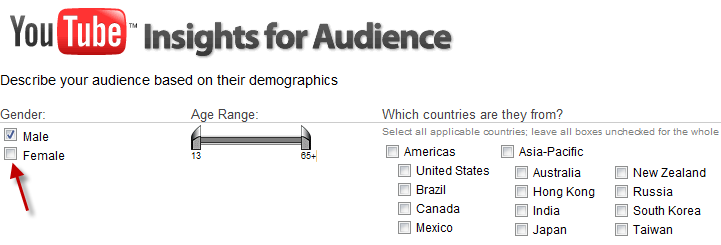 YouTube™ Insights for Audience
Describe your audience based on their demographics
Gender:
Male
Female
Age Range:
13 65+
Which countries are they from?
Select all applicable countries; leave all boxes unchecked for the whole
Americas
United States
Brazil
Canada
Mexico
Asia-Pacific
Australia
Hong Kong
India
Japan
New Zealand
Russia
South Korea
Taiwan